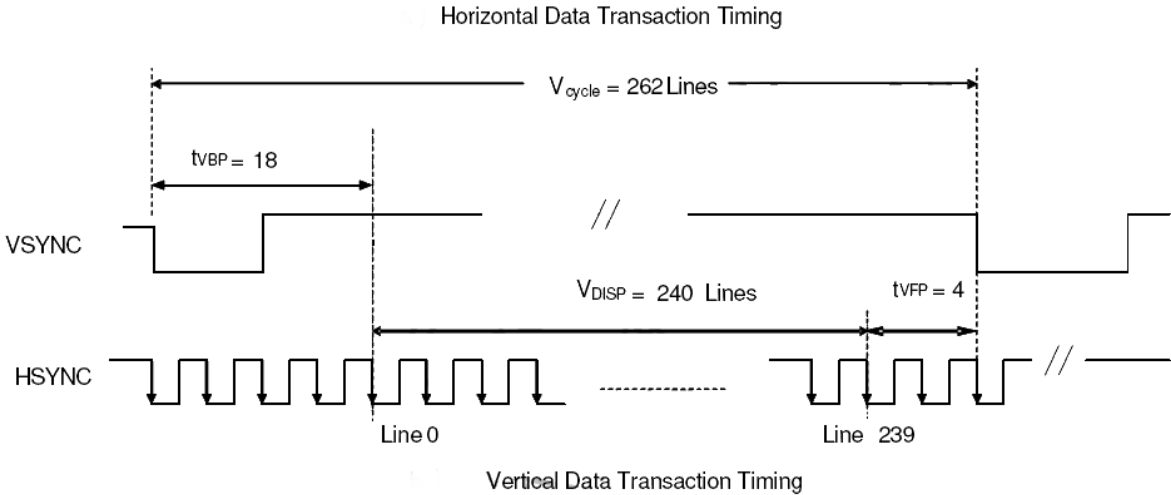 Horizontal Data Transaction Timing
Vcycle = 262 Lines
tVBP = 18
VSYNC
VDISP = 240 Lines
tVFP = 4
HSYNC
Line 0
Line 239
Vertical Data Transaction Timing